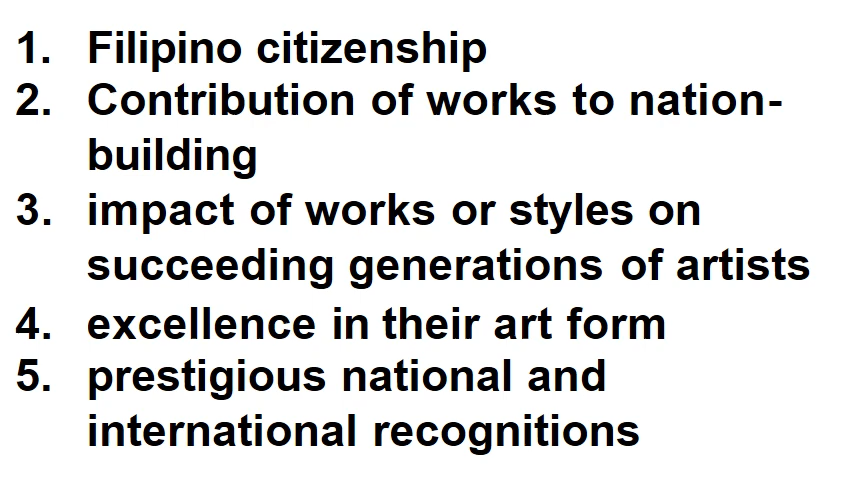 1. Filipino citizenship
2. Contribution of works to nation-
building
3. impact of works or styles on
succeeding generations of artists
4. excellence in their art form
5. prestigious national and
international recognitions